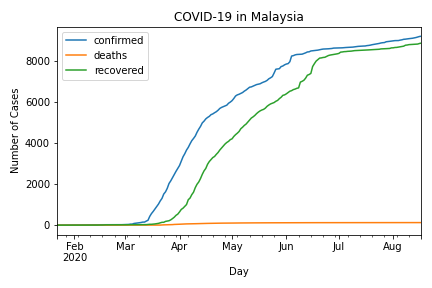 COVID-19 in Malaysia
confirmed
deaths
recovered
Number of Cases
8000
6000
4000
2000
0
Feb Mar Apr May Jun Jul Aug
2020
Day